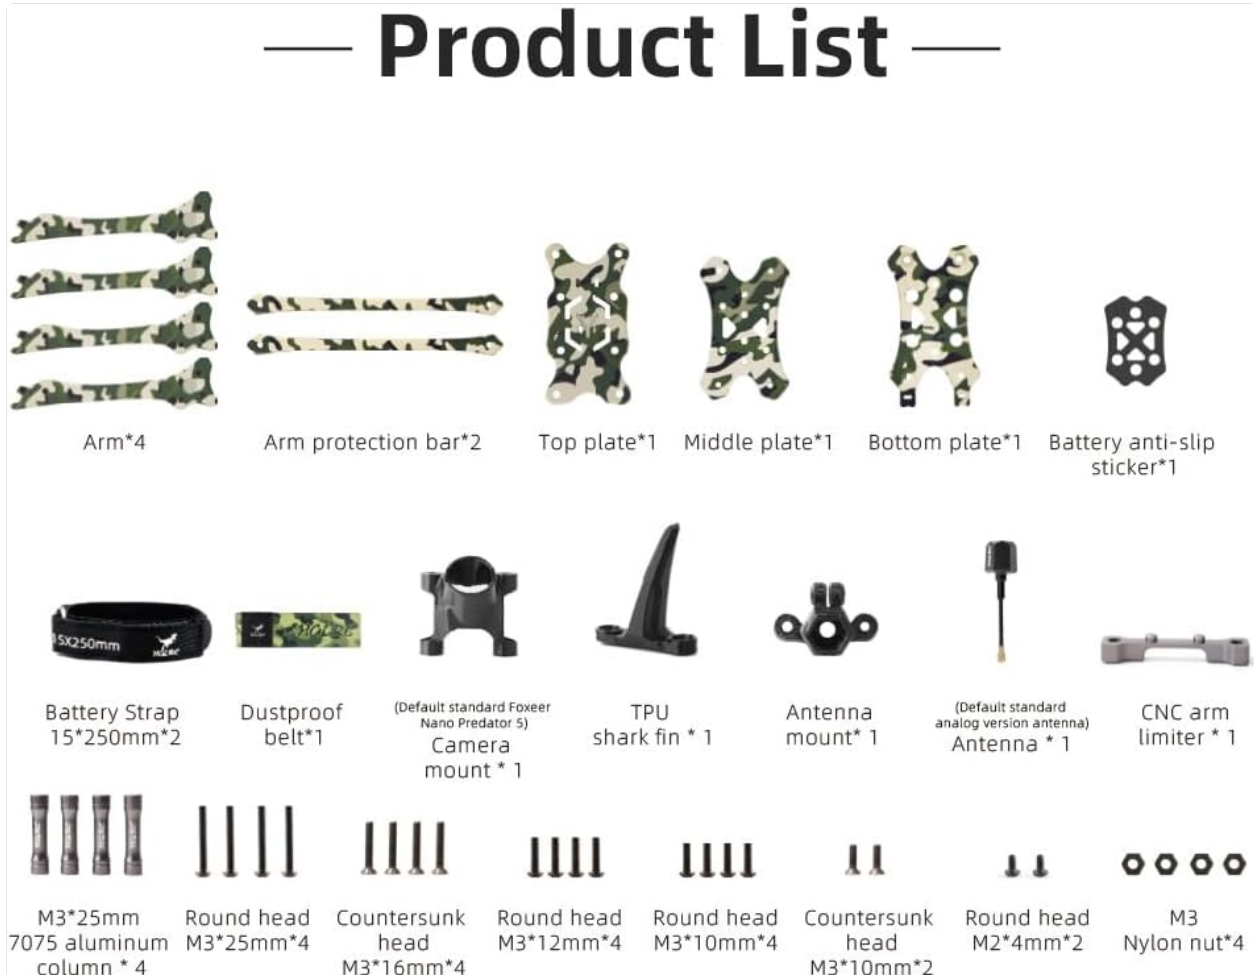 Product List
Arm*4
Arm protection bar*2
Top plate*1
Middle plate*1
Bottom plate*1
Battery anti-slip
sticker*1
5X250mm
HGLRC
Battery Strap
15*250mm*2
HGLRC
Dustproof
belt*1
(Default standard Foxeer
Nano Predator 5)
Camera
mount * 1
TPU
shark fin * 1
Antenna
mount* 1
(Default standard
analog version antenna)
Antenna * 1
CNC arm
limiter * 1
M3*25mm
7075 aluminum
column * 4
Round head
M3*25mm*4
Countersunk
head
M3*16mm*4
Round head
M3*12mm*4
Round head
M3*10mm*4
Countersunk
head
M3*10mm*2
Round head
M2*4mm*2
M3
Nylon nut*4